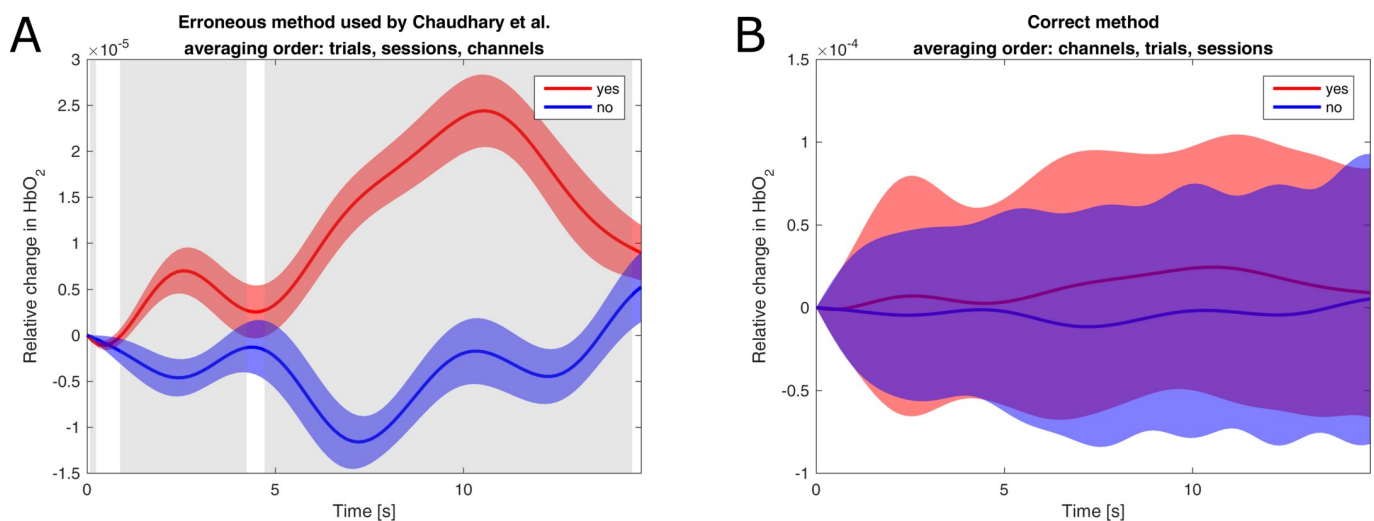 A
Erroneous method used by Chaudhary et al.
averaging order: trials, sessions, channels
×10⁻⁵
3
2.5
2
1.5
1
0.5
0
-0.5
-1
-1.5
Relative change in HbO₂
yes
no
0
5
10
Time [s]
B
Correct method
averaging order: channels, trials, sessions
×10⁻⁴
1.5
1
0.5
0
-0.5
-1
Relative change in HbO₂
yes
no
0
5
10
Time [s]